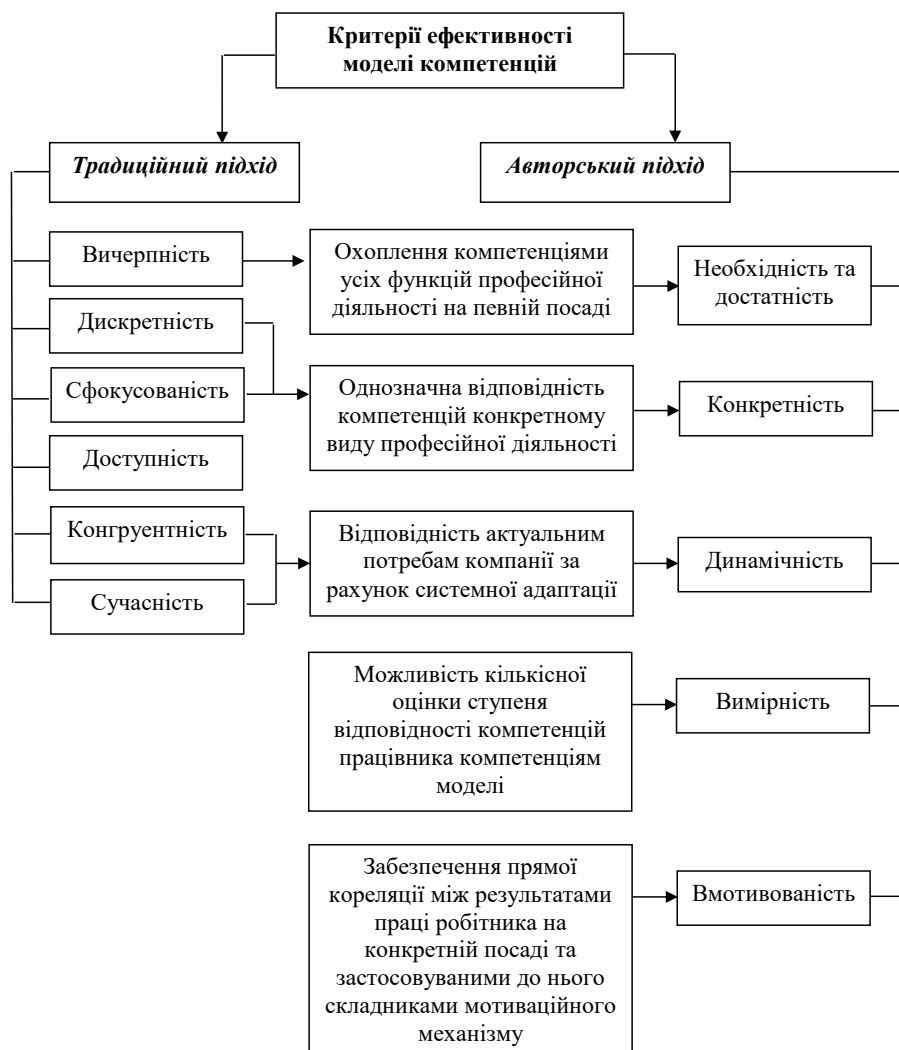 Критерії ефективності
моделі компетенцій
Традиційний підхід
Авторський підхід
Вичерпність
Охоплення компетенціями
усіх функцій професійної
діяльності на певній посаді
Необхідність та
достатність
Дискретність
Сфокусованість
Однозначна відповідність
компетенцій конкретному
виду професійної діяльності
Конкретність
Доступність
Конгруентність
Відповідність актуальним
потребам компанії за
рахунок системної адаптації
Динамічність
Сучасність
Можливість кількісної
оцінки ступеня
відповідності компетенцій
працівника компетенціям
моделі
Вимірність
Забезпечення прямої
кореляції між результатами
праці робітника на
конкретній посаді та
застосовуваними до нього
складниками мотиваційного
механізму
Вмотивованість